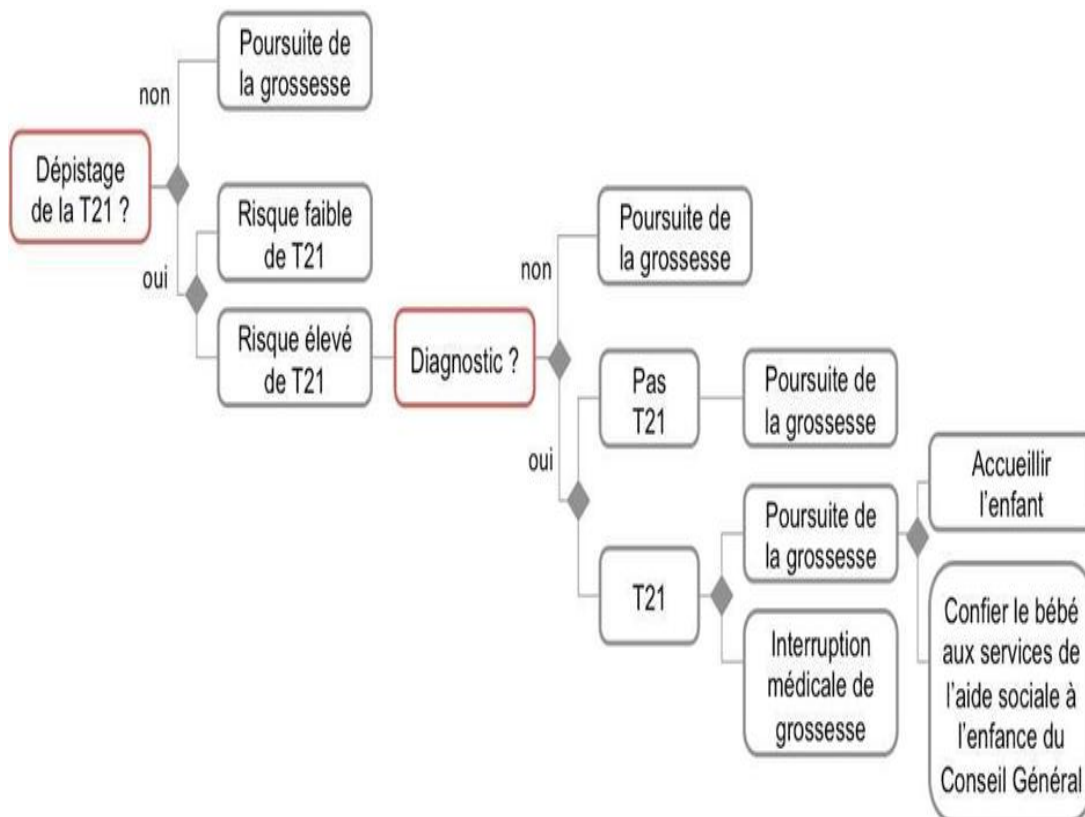 Poursuite de
la grossesse
non
Dépistage
de la T21 ?
oui
Risque faible
de T21
Risque élevé
de T21
Diagnostic ?
non
Poursuite de
la grossesse
oui
Pas
T21
Poursuite de
la grossesse
T21
Poursuite de
la grossesse
Interruption
médicale de
grossesse
Accueillir
l'enfant
Confier le bébé
aux services de
l'aide sociale à
l'enfance du
Conseil Général